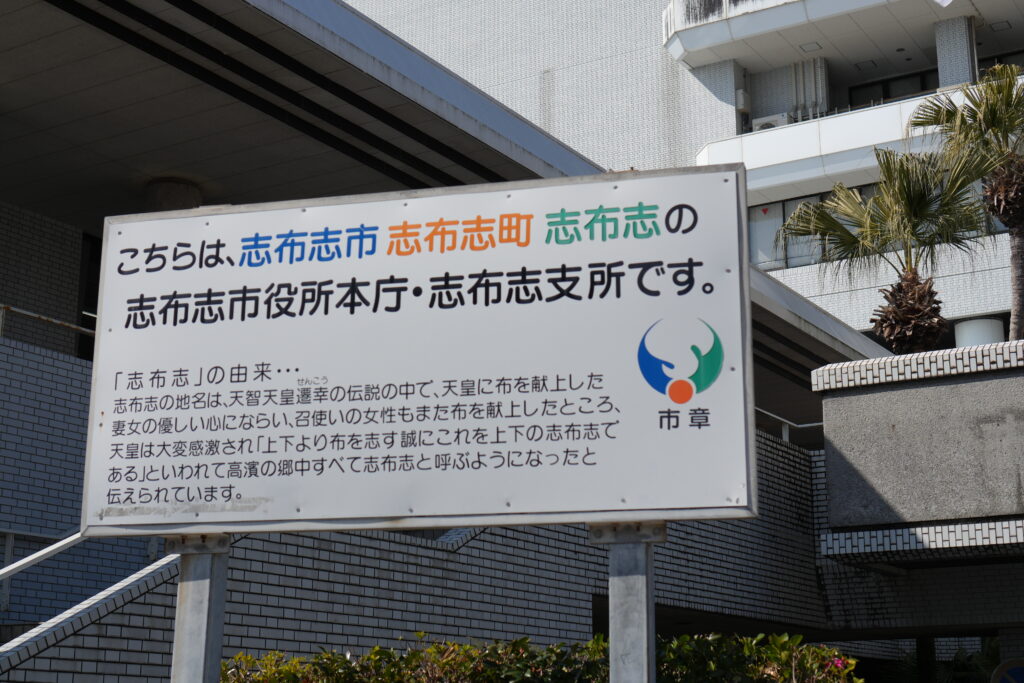 こちらは、志布志市 志布志町 志布志の
志布志市役所本庁・志布志支所です。
「志布志」の由来･･･
せんこう
志布志の地名は、天智天皇遷幸の伝説の中で、天皇に布を献上した
妻女の優しい心にならい、召使いの女性もまた布を献上したところ、
天皇は大変感激され「上下より布を志す誠にこれを上下の志布志で
ある」といわれて高濱の郷中すべて志布志と呼ぶようになったと
伝えられています。
市章